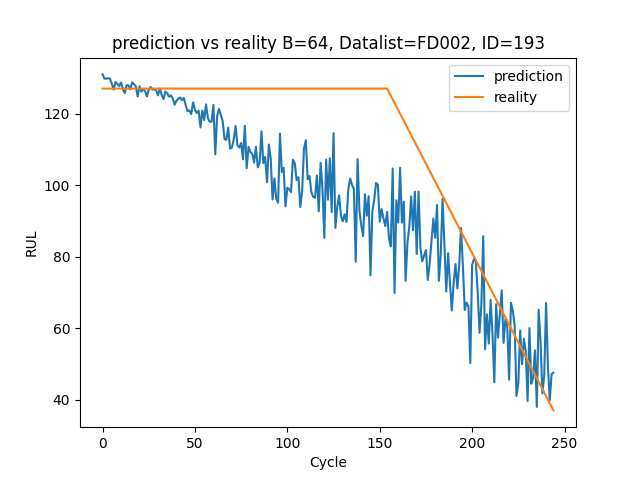 prediction vs reality B=64, Datalist=FD002, ID=193
prediction
reality
120
100
80
60
40
RUL
0
50
100
150
200
250
Cycle